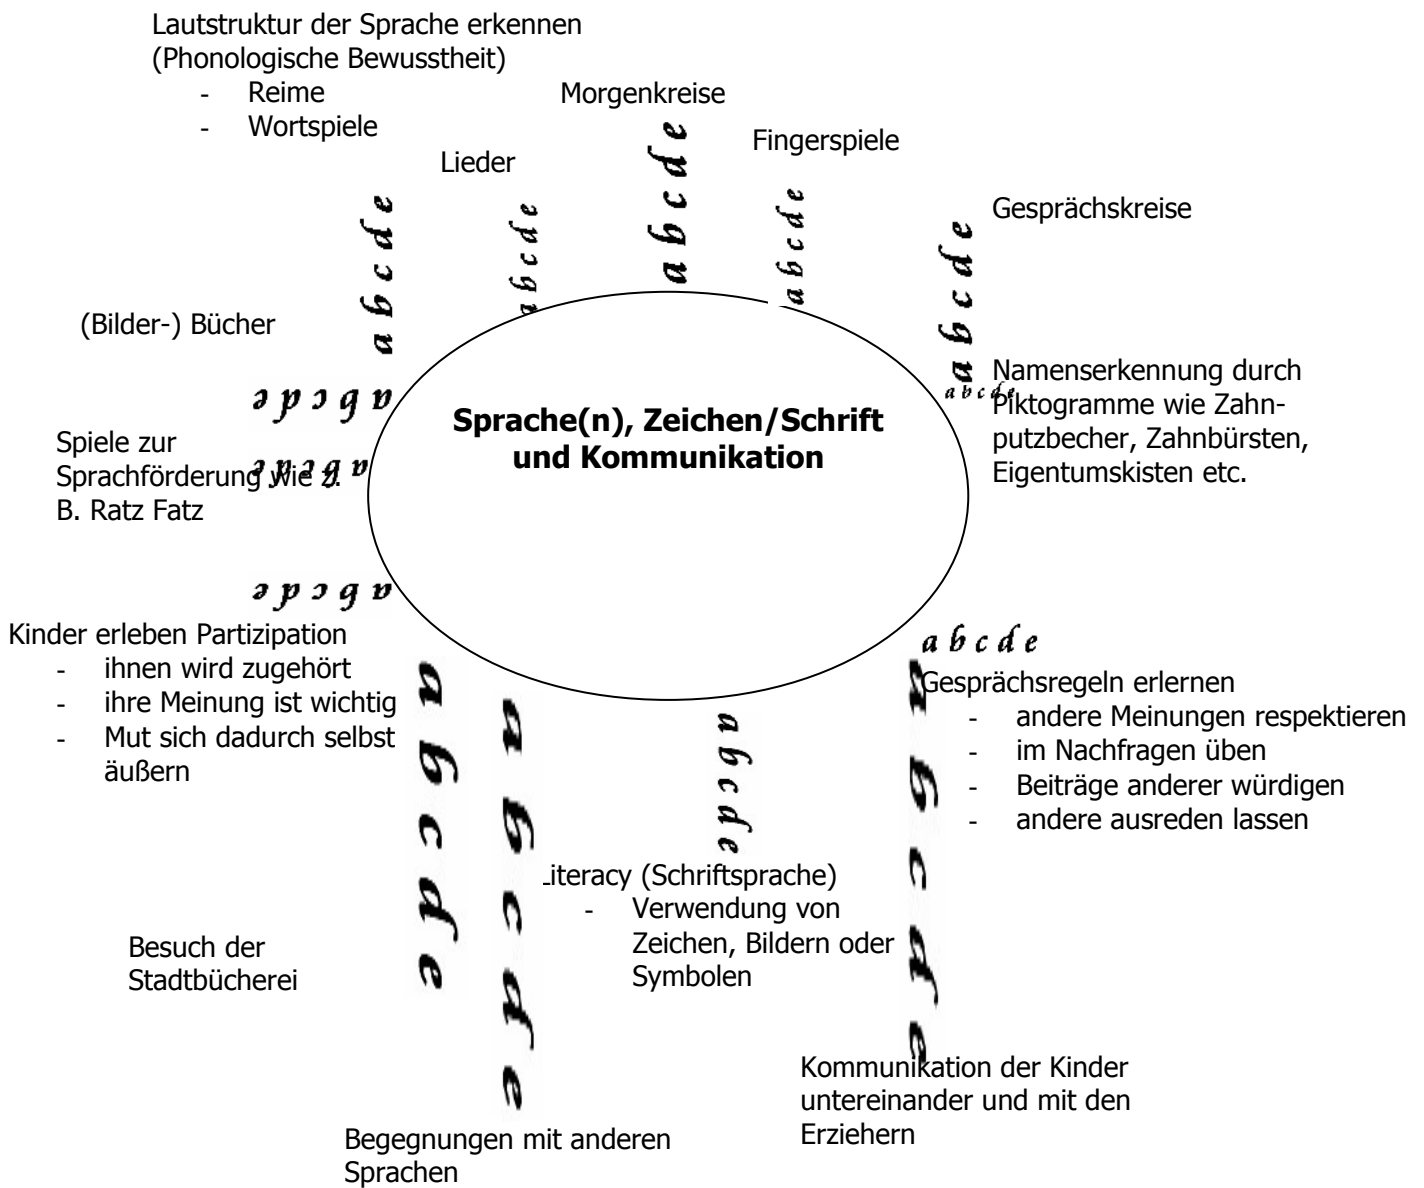 Lautstruktur der Sprache erkennen
(Phonologische Bewusstheit)
- Reime
- Wortspiele
Morgenkreise
Fingerspiele
Lieder
Gesprächskreise
a b c d e
a b c d e
a b c d e
a b c d e
a b c d e
(Bilder-) Bücher
a b c d e
Namenserkennung durch
Piktogramme wie Zahn-
putzbecher, Zahnbürsten,
Eigentumskisten etc.
a b c d e
Sprache(n), Zeichen/Schrift
und Kommunikation
Spiele zur
Sprachförderung wie z.
B. Ratz Fatz
a b c d e
a b c d e
Kinder erleben Partizipation
- ihnen wird zugehört
- ihre Meinung ist wichtig
- Mut sich dadurch selbst
äußern
a b c d e
Gesprächsregeln erlernen
- andere Meinungen respektieren
- im Nachfragen üben
- Beiträge anderer würdigen
- andere ausreden lassen
a b c d e
a b c d e
a b c d e
a b c d e
Literacy (Schriftsprache)
- Verwendung von
Zeichen, Bildern oder
Symbolen
Besuch der
Stadtbücherei
Kommunikation der Kinder
untereinander und mit den
Erziehern
Begegnungen mit anderen
Sprachen